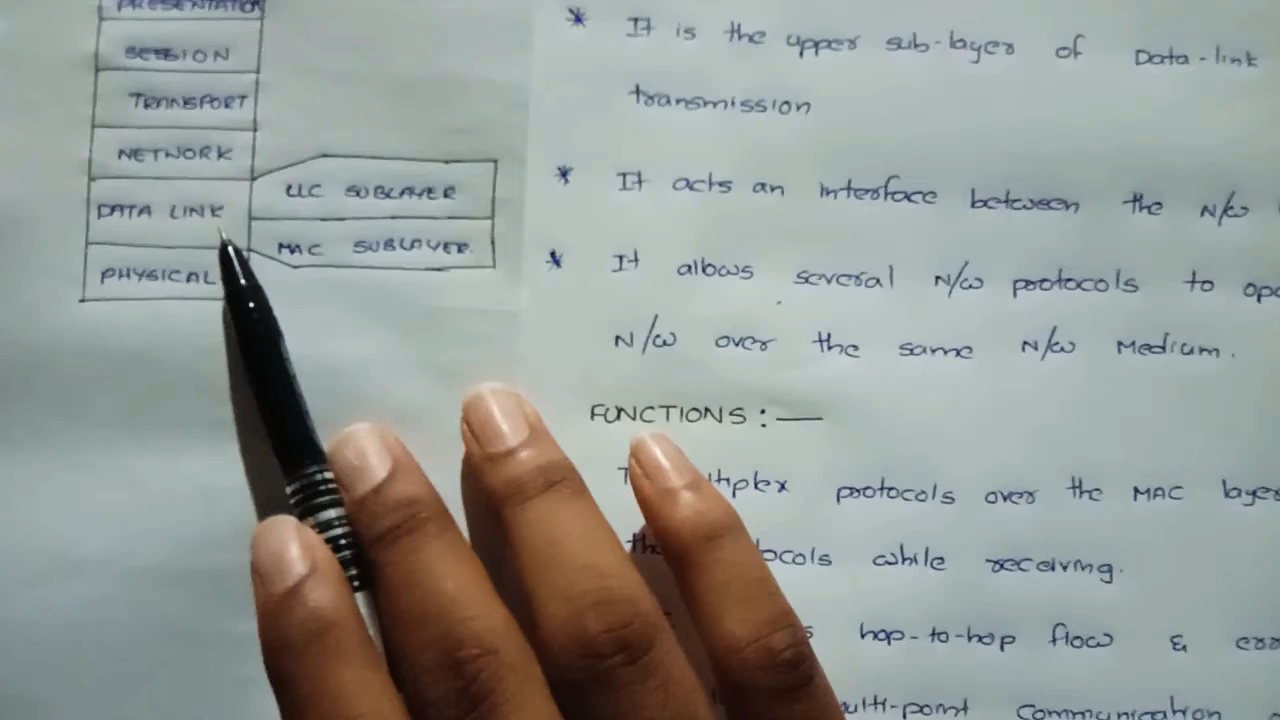 PRESENTATION
SESSION
TRANSPORT
NETWORK
DATA LINK
PHYSICAL
LLC SUBLAYER
MAC SUBLAYER.
* It is the upper sub-layer of Data-link
transmission
* It acts an interface between the N/w
* It allows several N/w protocols to
N/w over the same N/w Medium.
FUNCTIONS :—
protocols over the MAC layer
while receiving.
hop-to-hop flow &
communication